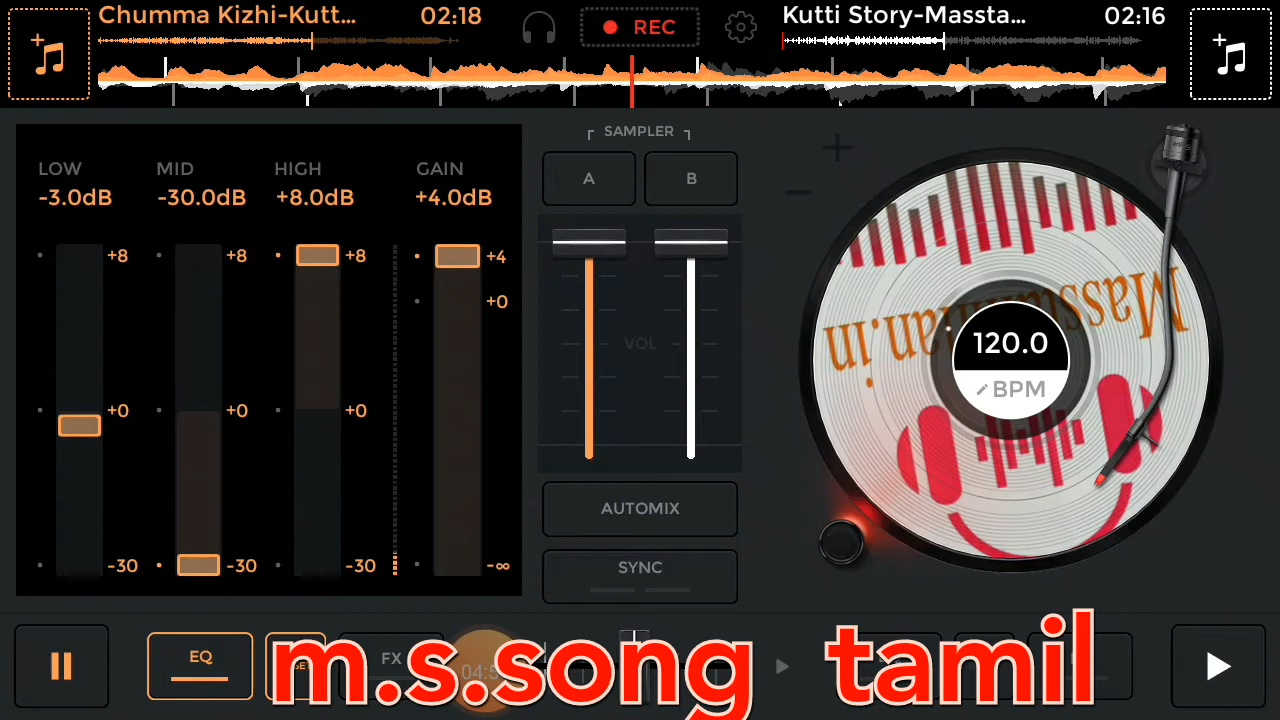 Chumma Kizhi-Kutt... 02:18
REC
Kutti Story-Massta... 02:16
SAMPLER
A B
LOW MID HIGH GAIN
-3.0dB -30.0dB +8.0dB +4.0dB
+8 +8 +8 +4
+0
+0 +0 +0
-30 -30 -30 -∞
VOL
120.0
BPM
AUTOMIX
SYNC
EQ
FX
m.s.song tamil